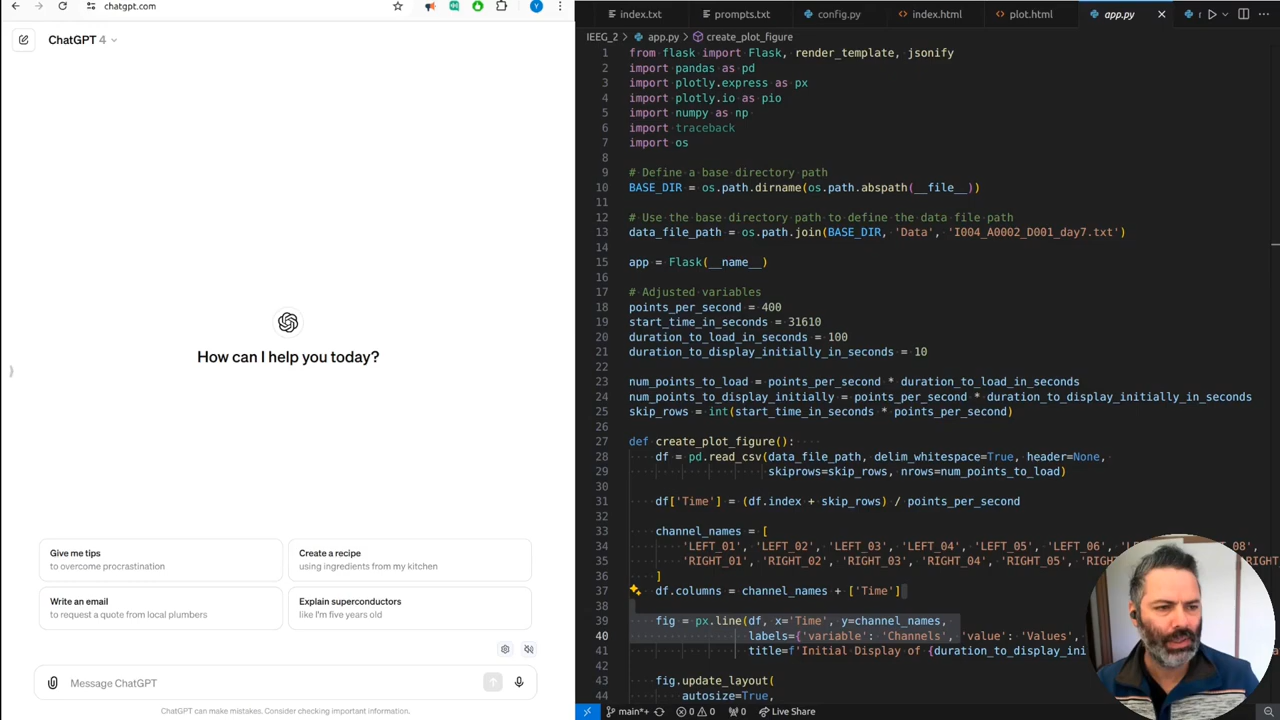 chatgpt.com
Y
ChatGPT 4
How can I help you today?
Give me tips
to overcome procrastination
Create a recipe
using ingredients from my kitchen
Write an email
to request a quote from local plumbers
Explain superconductors
like I'm five years old
Message ChatGPT
ChatGPT can make mistakes. Consider checking important information.
index.txt
prompts.txt
config.py
index.html
plot.html
app.py
IEEG_2 > app.py > create_plot_figure
1 from flask import Flask, render_template, jsonify
2 import pandas as pd
3 import plotly.express as px
4 import plotly.io as pio
5 import numpy as np
6 import traceback
7 import os
8
9 # Define a base directory path
10 BASE_DIR = os.path.dirname(os.path.abspath(__file__))
11
12 # Use the base directory path to define the data file path
13 data_file_path = os.path.join(BASE_DIR, 'Data', 'I004_A0002_D001_day7.txt')
14
15 app = Flask(__name__)
16
17 # Adjusted variables
18 points_per_second = 400
19 start_time_in_seconds = 31610
20 duration_to_load_in_seconds = 100
21 duration_to_display_initially_in_seconds = 10
22
23 num_points_to_load = points_per_second * duration_to_load_in_seconds
24 num_points_to_display_initially = points_per_second * duration_to_display_initially_in_seconds
25 skip_rows = int(start_time_in_seconds * points_per_second)
26
27 def create_plot_figure():
28 df = pd.read_csv(data_file_path, delim_whitespace=True, header=None,
29 skiprows=skip_rows, nrows=num_points_to_load)
30
31 df['Time'] = (df.index + skip_rows) / points_per_second
32
33 channel_names = [
34 'LEFT_01', 'LEFT_02', 'LEFT_03', 'LEFT_04', 'LEFT_05', 'LEFT_06', 08',
35 'RIGHT_01', 'RIGHT_02', 'RIGHT_03', 'RIGHT_04', 'RIGHT_05', RIGHT
36 ]
37 df.columns = channel_names + ['Time']
38
39 fig = px.line(df, x='Time', y=channel_names,
40 labels={'variable': 'Channels', 'value': 'Values',
41 title=f'Initial Display of {duration_to_display_ini
42
43 fig.update_layout(
44 autosize=True,
main* 0 0 0 Live Share